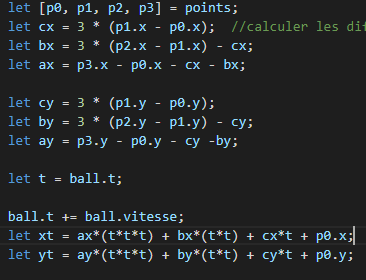 let [p0, p1, p2, p3] = points;
let cx = 3 * (p1.x - p0.x);  //calculer les
let bx = 3 * (p2.x - p1.x) - cx;
let ax = p3.x - p0.x - cx - bx;
let cy = 3 * (p1.y - p0.y);
let by = 3 * (p2.y - p1.y) - cy;
let ay = p3.y - p0.y - cy -by;
let t = ball.t;
ball.t += ball.vitesse;
let xt = ax*(t*t*t) + bx*(t*t) + cx*t + p0.x;
let yt = ay*(t*t*t) + by*(t*t) + cy*t + p0.y;